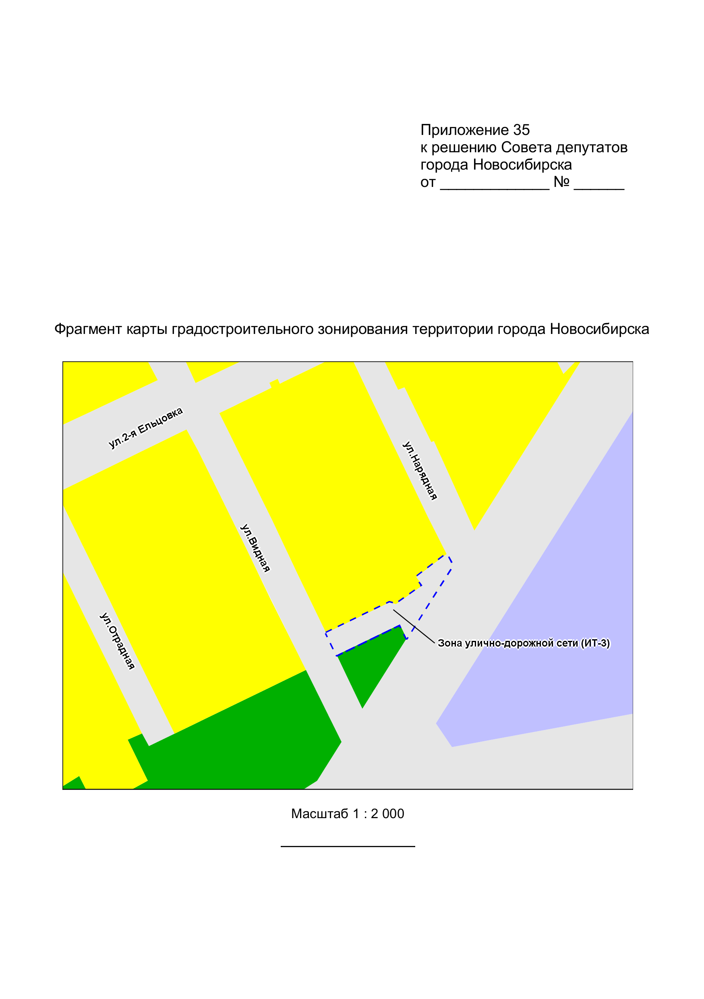 Приложение 35
к решению Совета депутатов
города Новосибирска
от _____________ № ______
Фрагмент карты градостроительного зонирования территории города Новосибирска
ул.2-я Ельцовка
ул.Нарядная
ул.Видная
ул.Отрадная
Зона улично-дорожной сети (ИТ-3)
Масштаб 1 : 2 000